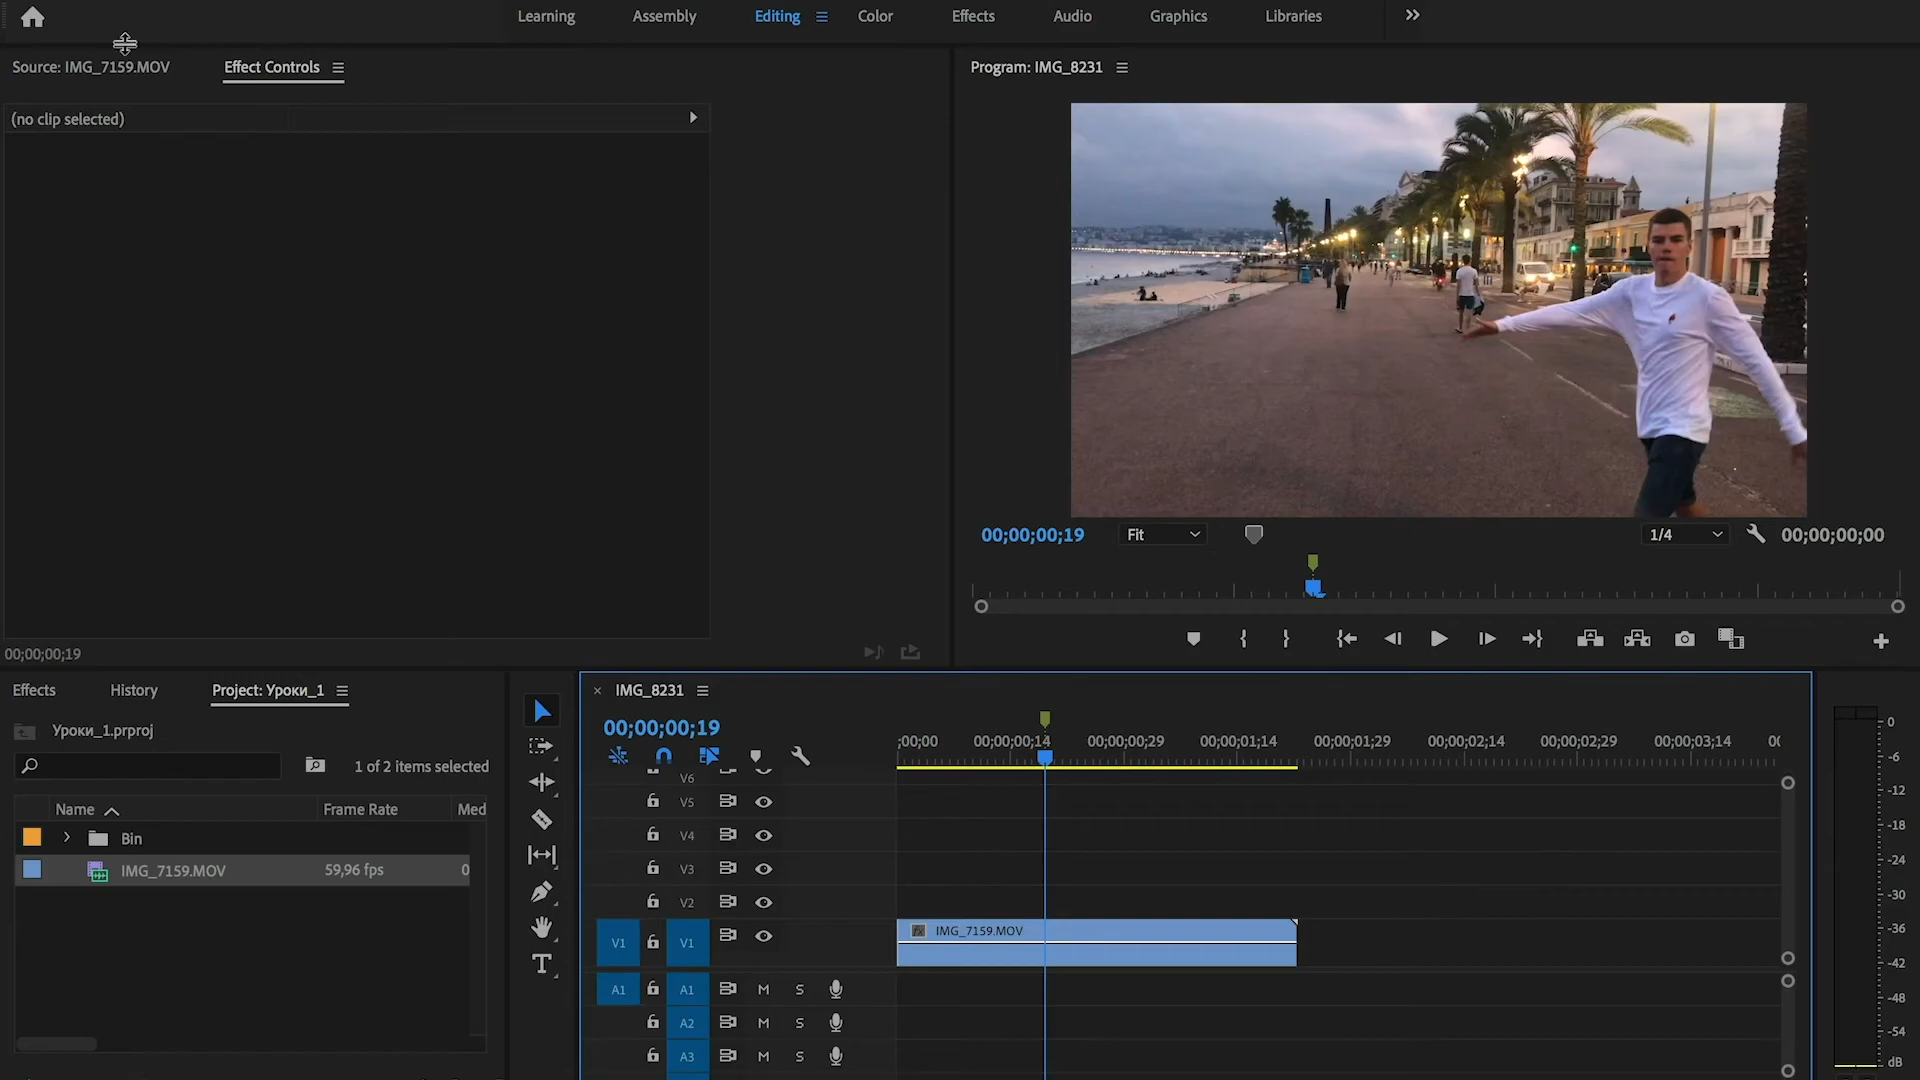 Learning Assembly Editing Color Effects Audio Graphics Libraries
Source: IMG_7159.MOV Effect Controls
Program: IMG_8231
(no clip selected)
00;00;00;19 Fit 1/4 00;00;00;00
00;00;00;19
Effects History Project: Уроки_1
IMG_8231
Уроки_1.prproj
00;00;00;19
1 of 2 items selected
;00;00 00;00;00;14 00;00;00;29 00;00;01;14 00;00;01;29 00;00;02;14 00;00;02;29 00;00;03;14 00
Name Frame Rate Med
Bin
IMG_7159.MOV 59,96 fps 0
V6
V5
V4
V3
V2
V1 V1 fx IMG_7159.MOV
A1 A1 M S
A2 M S
A3 M S
T
0
-6
-12
-18
-24
-30
-36
-42
-48
-54
dB